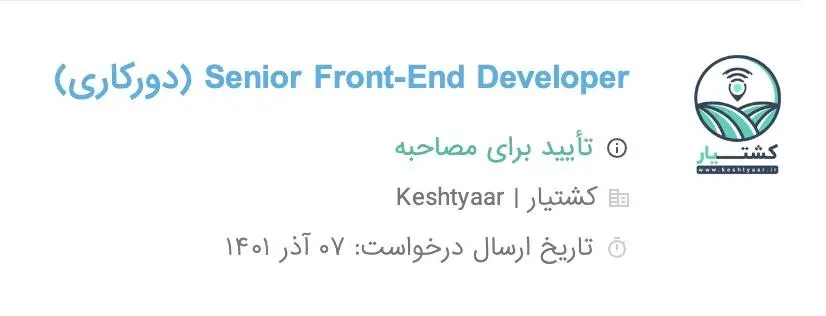 Senior Front-End Developer (دورکاری)
تأیید برای مصاحبه
کشتیار | Keshtyaar
تاریخ ارسال درخواست: ۰۷ آذر ۱۴۰۱
کشتـیار
www.keshtyaar.ir